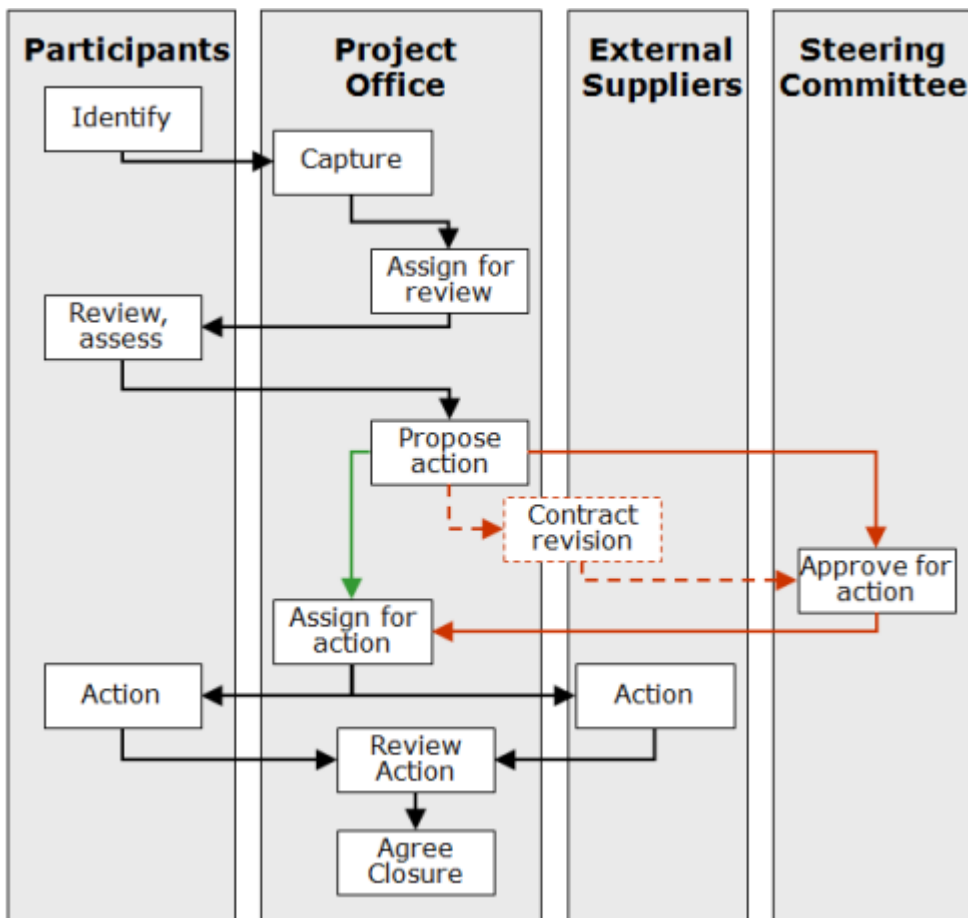 Participants
Project
Office
External
Suppliers
Steering
Committee
Identify
Capture
Assign for
review
Review,
assess
Propose
action
Contract
revision
Approve for
action
Assign for
action
Action
Action
Review
Action
Agree
Closure